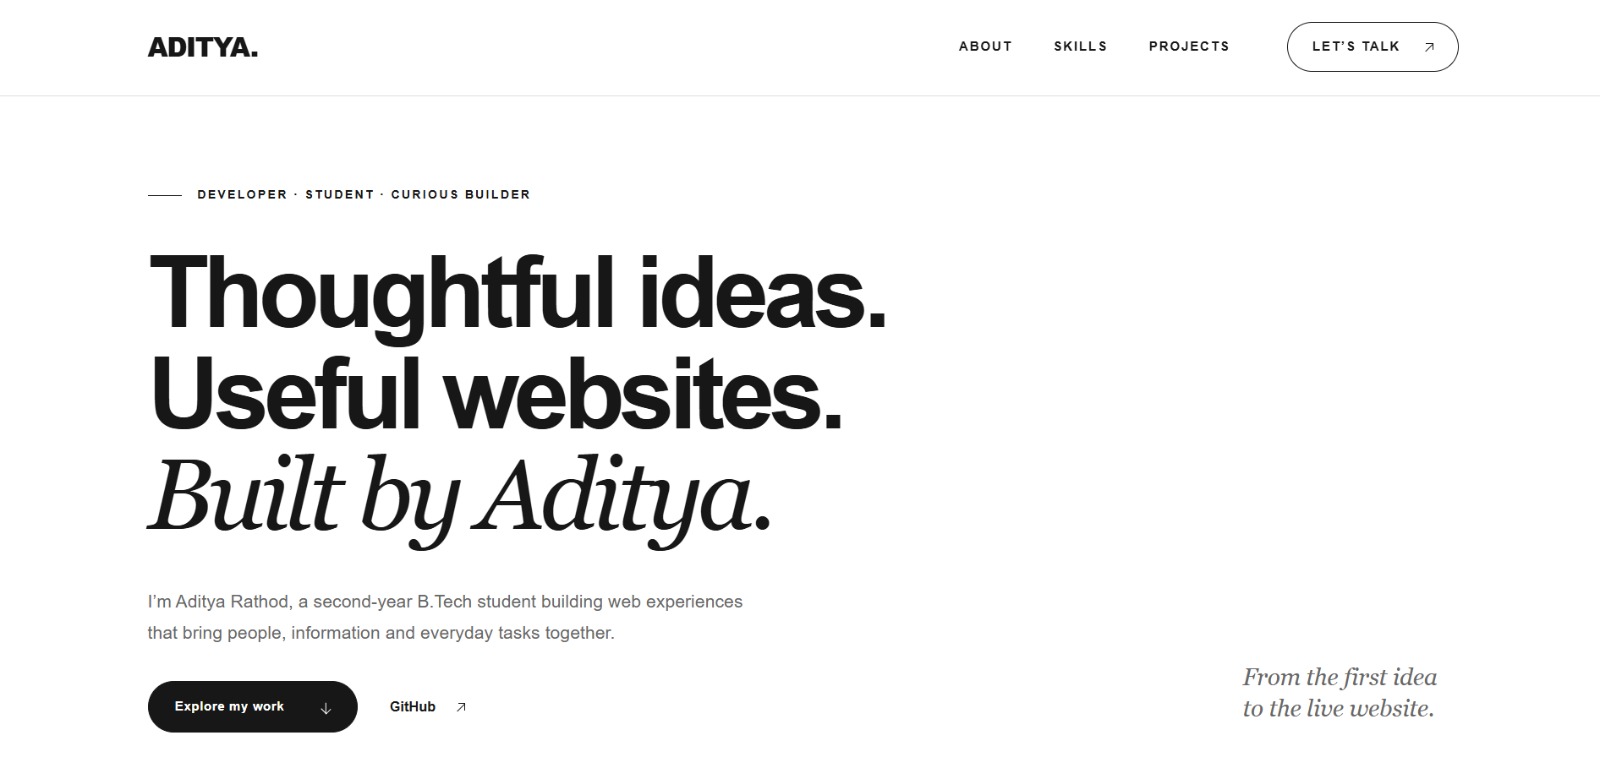 ADITYA.
ABOUT
SKILLS
PROJECTS
LET’S TALK
DEVELOPER · STUDENT · CURIOUS BUILDER
Thoughtful ideas.
Useful websites.
Built by Aditya.
I’m Aditya Rathod, a second-year B.Tech student building web experiences
that bring people, information and everyday tasks together.
Explore my work
GitHub
From the first idea
to the live website.